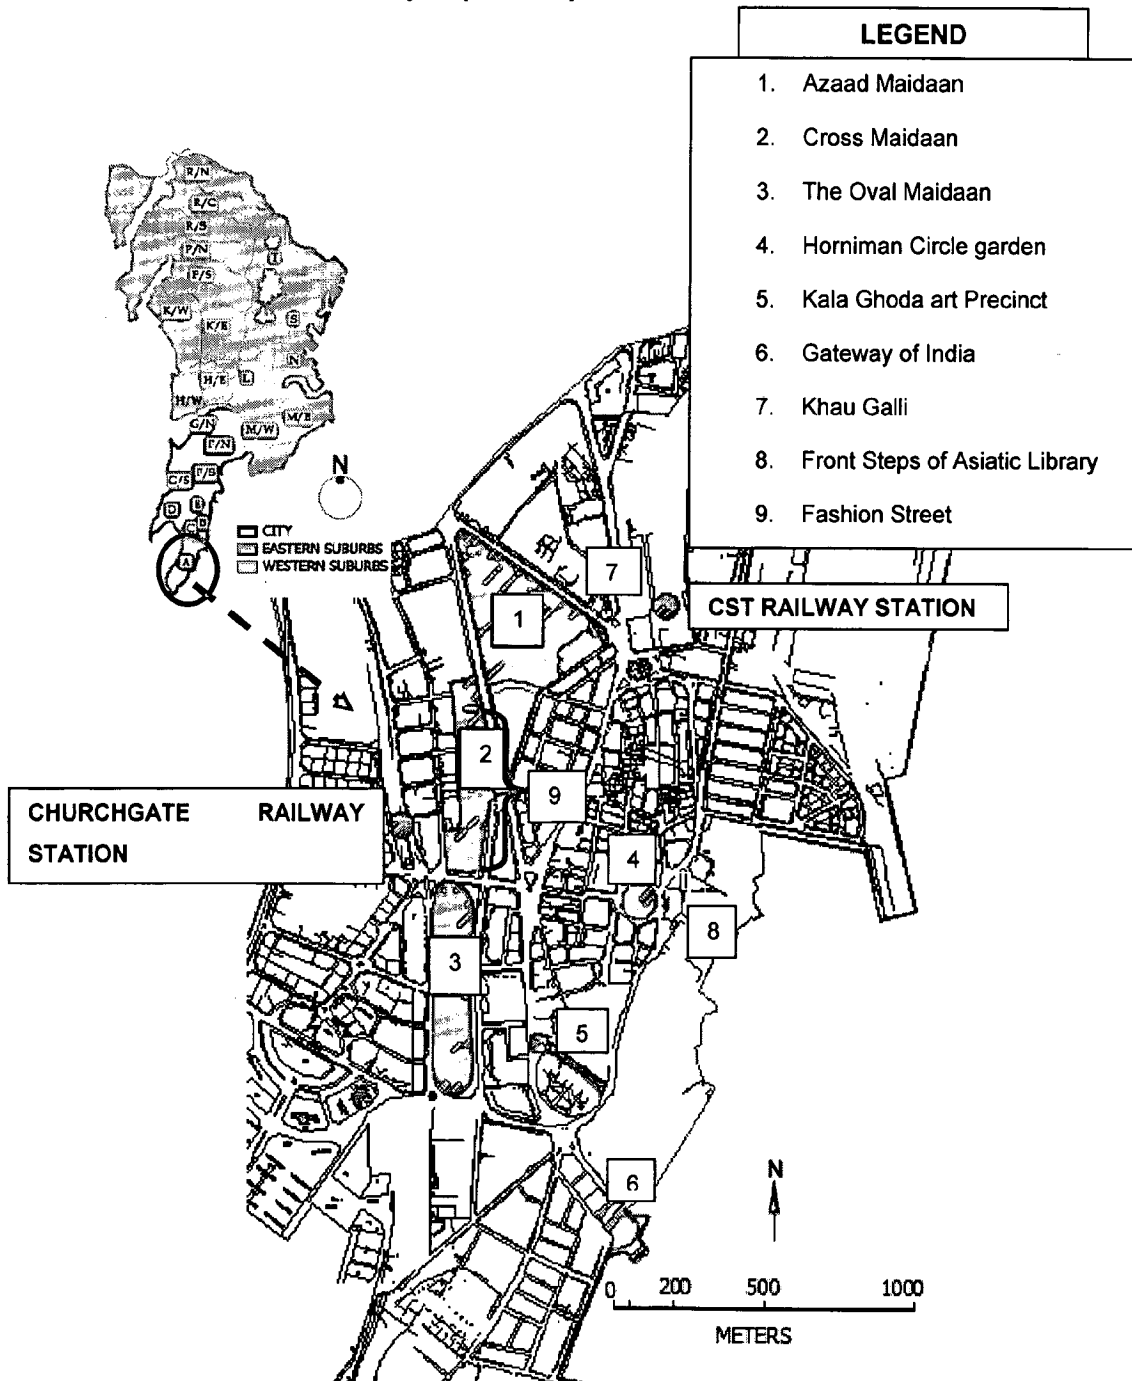 LEGEND
1. Azaad Maidaan
2. Cross Maidaan
3. The Oval Maidaan
4. Horniman Circle garden
5. Kala Ghoda art Precinct
6. Gateway of India
7. Khau Galli
8. Front Steps of Asiatic Library
9. Fashion Street
R/N
R/C
R/S
P/N
T
P/S
K/W
S
K/E
N
H/E
L
H/W
M/E
G/N
M/W
F/N
G/S
F/S
D
E
C
B
A
N
CITY
EASTERN SUBURBS
WESTERN SUBURBS
7
CST RAILWAY STATION
1
2
9
CHURCHGATE RAILWAY
STATION
4
8
3
5
6
N
0 200 500 1000
METERS